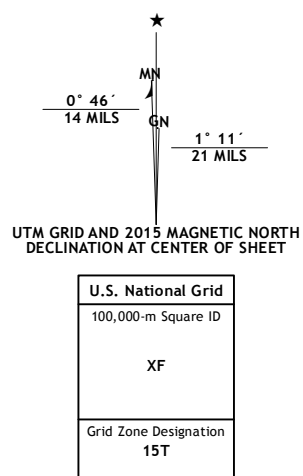 ★
MN
0° 46´
14 MILS
GN
1° 11´
21 MILS
UTM GRID AND 2015 MAGNETIC NORTH
DECLINATION AT CENTER OF SHEET
U.S. National Grid
100,000-m Square ID
XF
Grid Zone Designation
15T